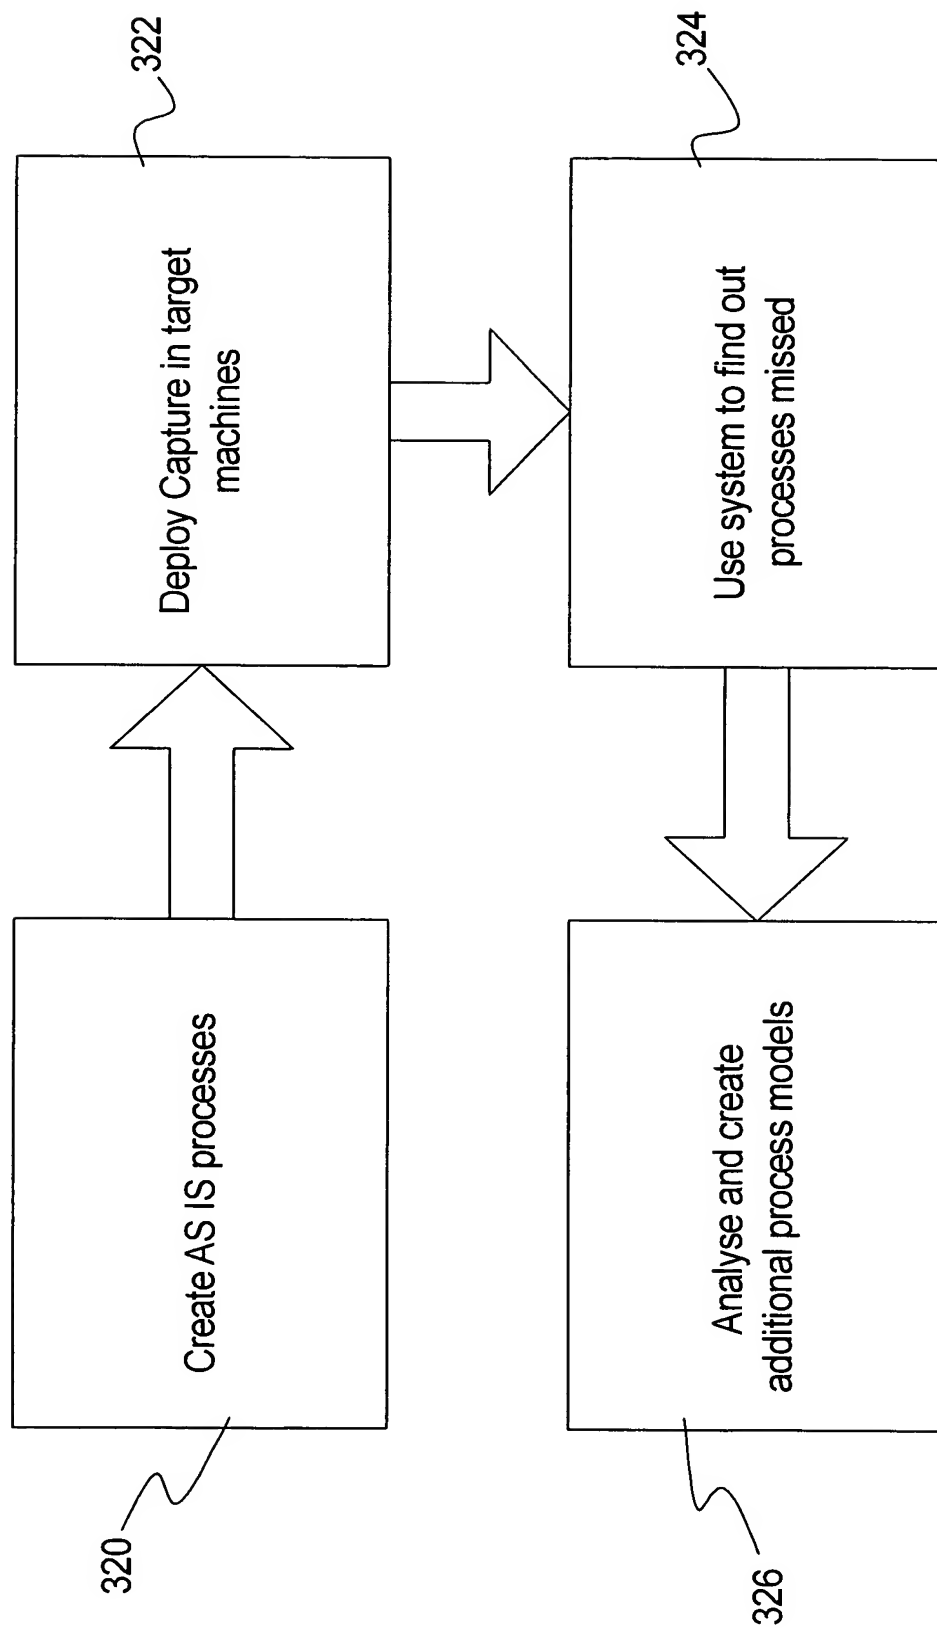 320
Create AS IS processes
322
Deploy Capture in target
machines
324
Use system to find out
processes missed
326
Analyse and create
additional process models